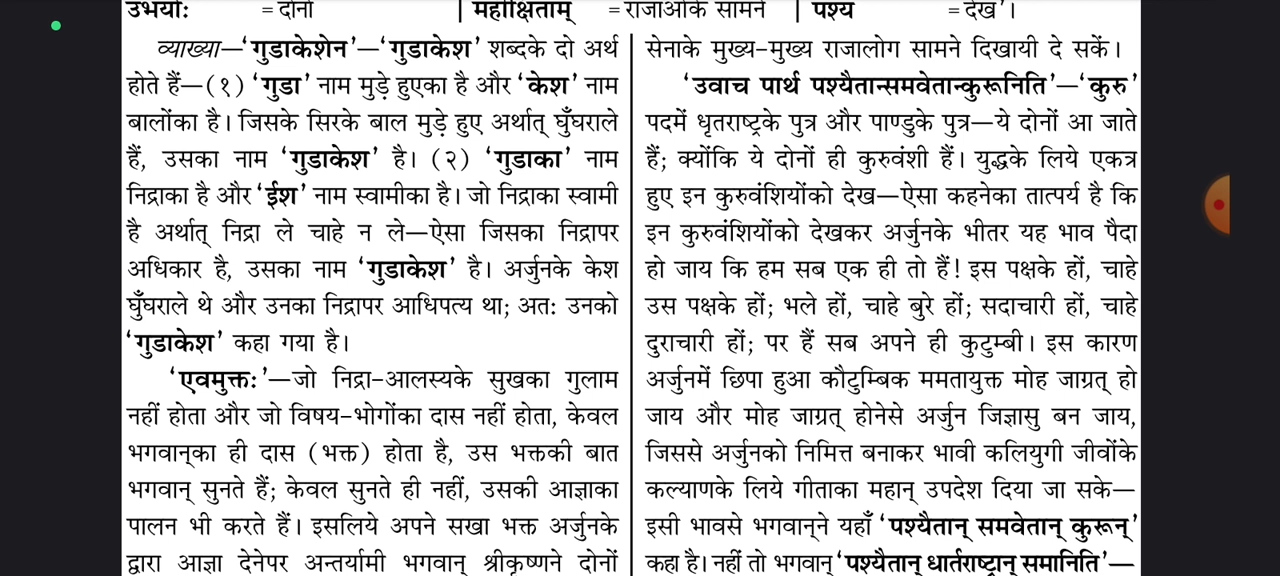 उभयोः = दोनों
महीक्षिताम् = राजाओंके सामने
पश्य = देख’।
व्याख्या—‘गुडाकेशेन’—‘गुडाकेश’ शब्दके दो अर्थ
होते हैं—(१) ‘गुडा’ नाम मुड़े हुएका है और ‘केश’ नाम
बालोंका है। जिसके सिरके बाल मुड़े हुए अर्थात् घुँघराले
हैं, उसका नाम ‘गुडाकेश’ है। (२) ‘गुडाका’ नाम
निद्राका है और ‘ईश’ नाम स्वामीका है। जो निद्राका स्वामी
है अर्थात् निद्रा ले चाहे न ले—ऐसा जिसका निद्रापर
अधिकार है, उसका नाम ‘गुडाकेश’ है। अर्जुनके केश
घुँघराले थे और उनका निद्रापर आधिपत्य था; अतः उनको
‘गुडाकेश’ कहा गया है।
‘एवमुक्तः’—जो निद्रा-आलस्यके सुखका गुलाम
नहीं होता और जो विषय-भोगोंका दास नहीं होता, केवल
भगवान्‌का ही दास (भक्त) होता है, उस भक्तकी बात
भगवान् सुनते हैं; केवल सुनते ही नहीं, उसकी आज्ञाका
पालन भी करते हैं। इसलिये अपने सखा भक्त अर्जुनके
द्वारा आज्ञा देनेपर अन्तर्यामी भगवान् श्रीकृष्णने दोनों
सेनाके मुख्य-मुख्य राजालोग सामने दिखायी दे सकें।
‘उवाच पार्थ पश्यैतान्समवेतान्कुरूनिति’—‘कुरु’
पदमें धृतराष्ट्रके पुत्र और पाण्डुके पुत्र—ये दोनों आ जाते
हैं; क्योंकि ये दोनों ही कुरुवंशी हैं। युद्धके लिये एकत्र
हुए इन कुरुवंशियोंको देख—ऐसा कहनेका तात्पर्य है कि
इन कुरुवंशियोंको देखकर अर्जुनके भीतर यह भाव पैदा
हो जाय कि हम सब एक ही तो हैं! इस पक्षके हों, चाहे
उस पक्षके हों; भले हों, चाहे बुरे हों; सदाचारी हों, चाहे
दुराचारी हों; पर हैं सब अपने ही कुटुम्बी। इस कारण
अर्जुनमें छिपा हुआ कौटुम्बिक ममतायुक्त मोह जाग्रत् हो
जाय और मोह जाग्रत् होनेसे अर्जुन जिज्ञासु बन जाय,
जिससे अर्जुनको निमित्त बनाकर भावी कलियुगी जीवोंके
कल्याणके लिये गीताका महान् उपदेश दिया जा सके—
इसी भावसे भगवान्‌ने यहाँ ‘पश्यैतान् समवेतान् कुरून्’
कहा है। नहीं तो भगवान् ‘पश्यैतान् धार्तराष्ट्रान् समानिति’—